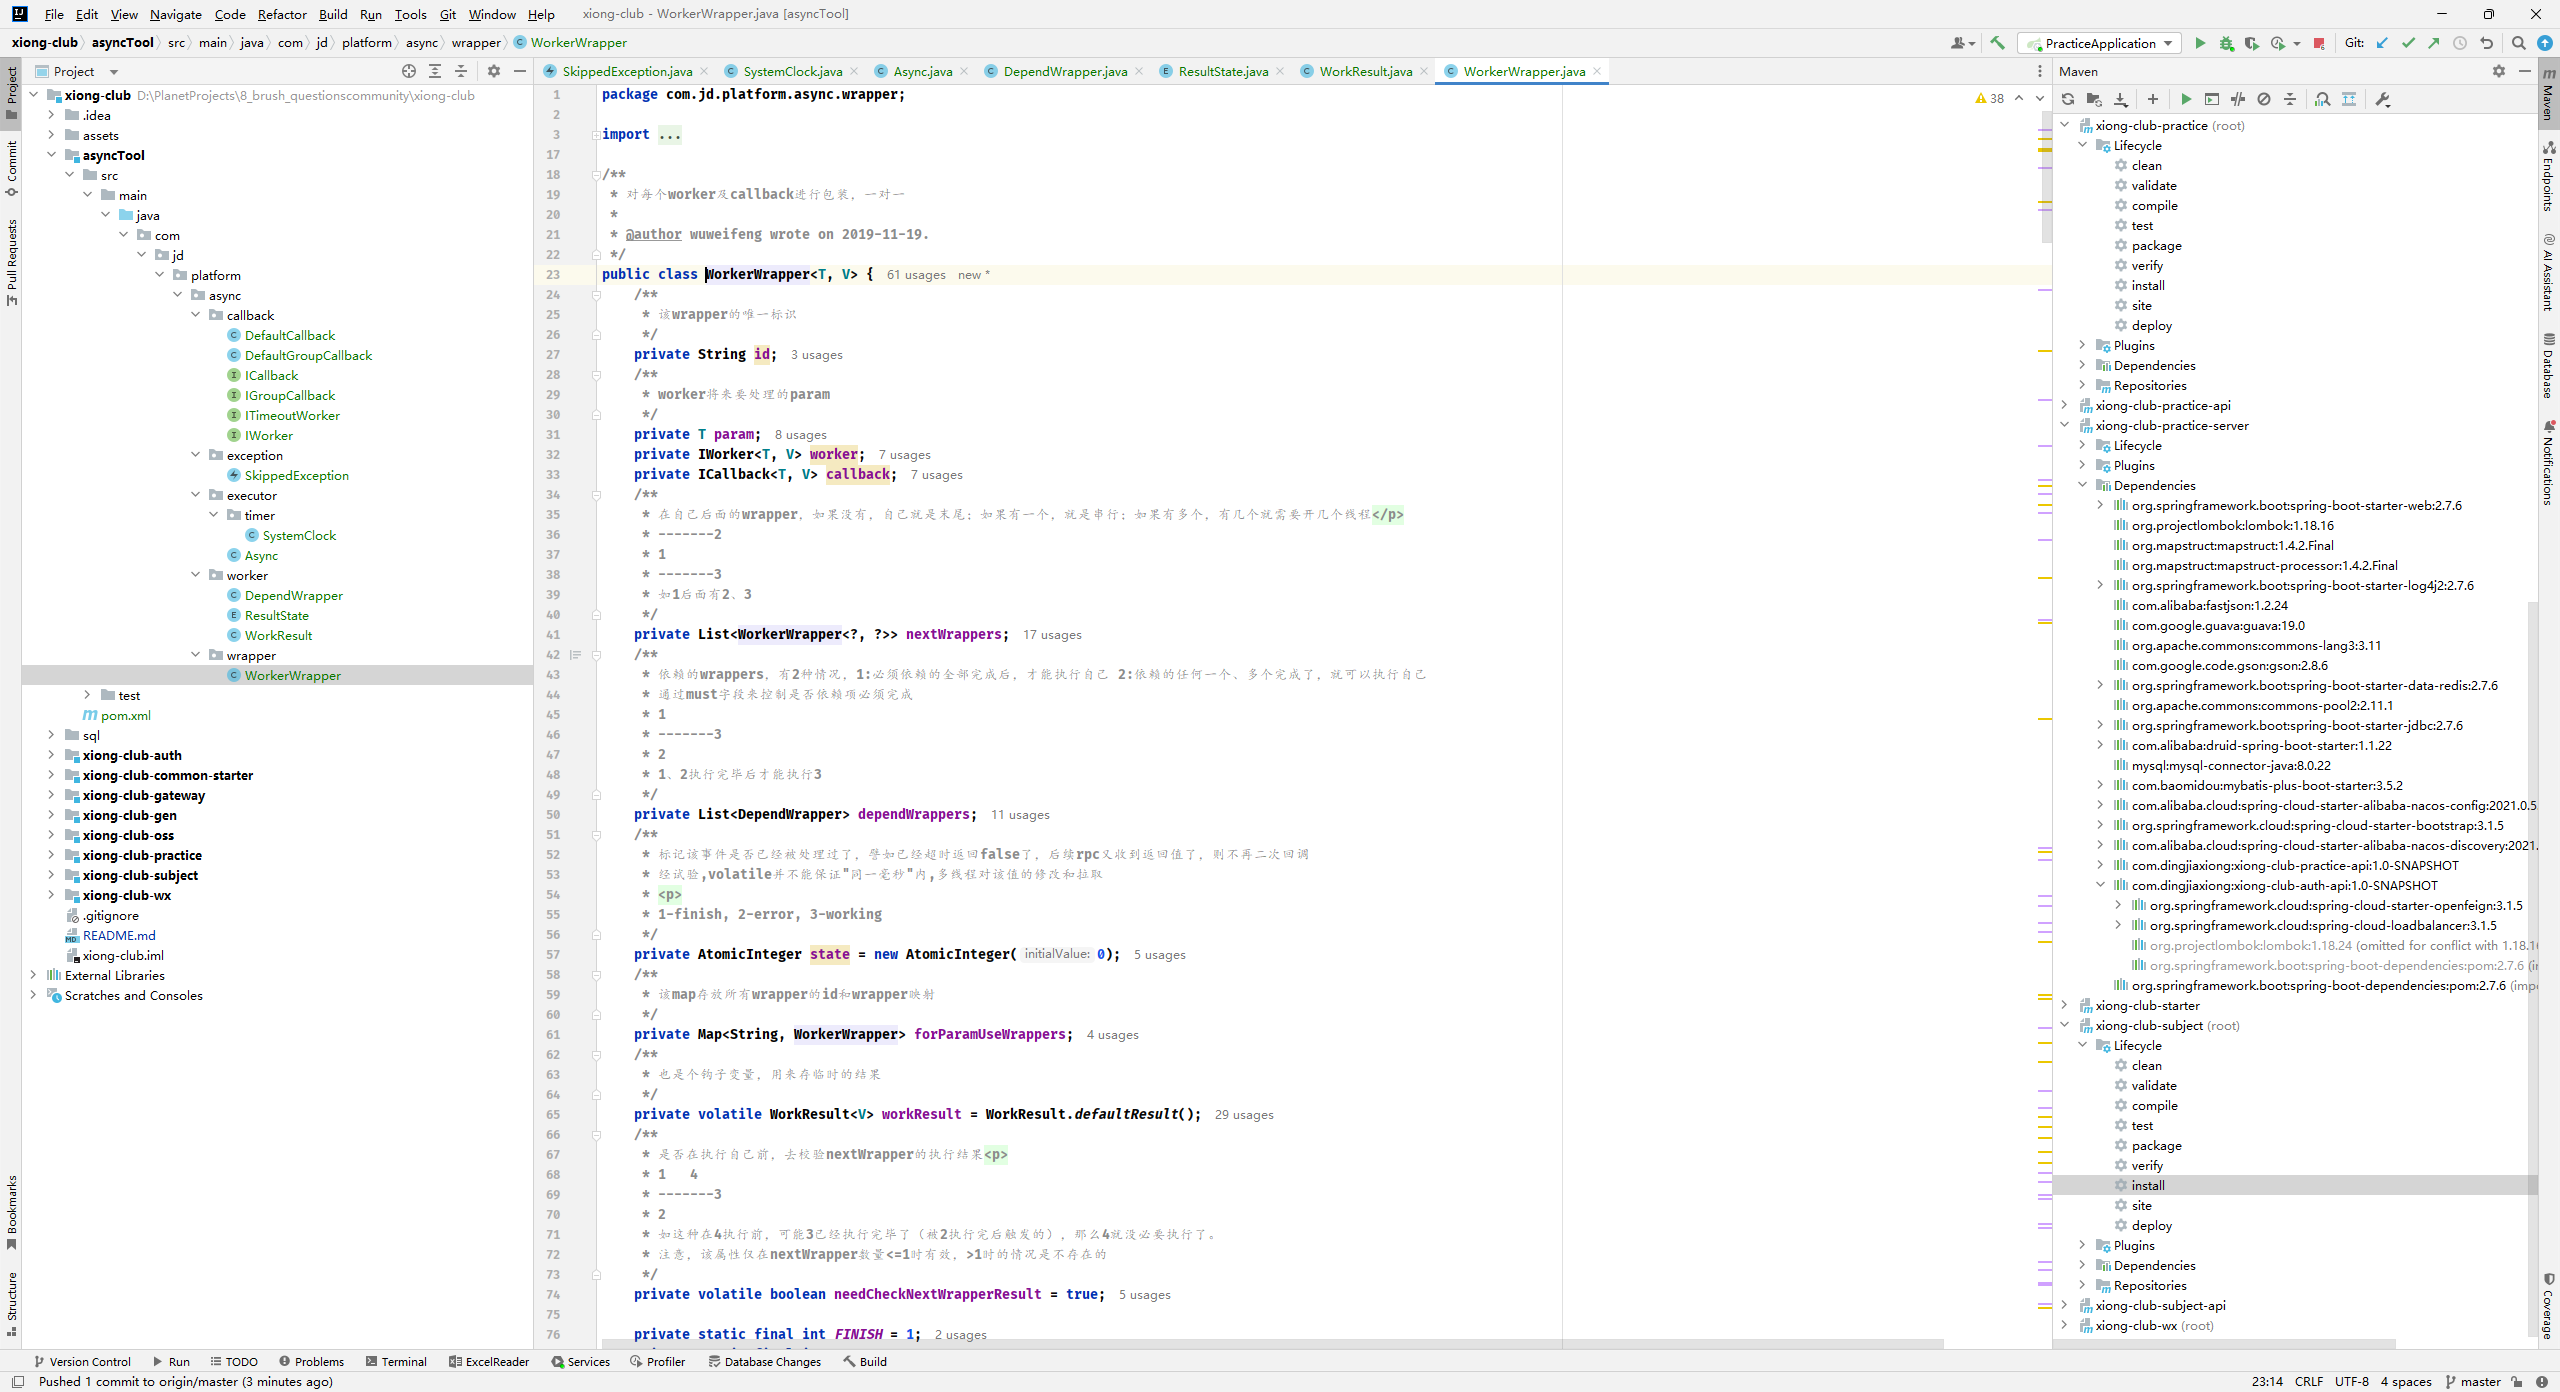 File Edit View Navigate Code Refactor Build Run Tools Git Window Help xiong-club - WorkerWrapper.java [asyncTool]
xiong-club asyncTool src main java com jd platform async wrapper WorkerWrapper
PracticeApplication Git:
Project
SkippedException.java SystemClock.java Async.java DependWrapper.java ResultState.java WorkResult.java WorkerWrapper.java
Maven
Project
Commit
Pull Requests
Bookmarks
Structure
xiong-club D:\PlanetProjects\8_brush_questionscommunity\xiong-club
.idea
assets
asyncTool
src
main
java
com
jd
platform
async
callback
DefaultCallback
DefaultGroupCallback
ICallback
IGroupCallback
ITimeoutWorker
IWorker
exception
SkippedException
executor
timer
SystemClock
Async
worker
DependWrapper
ResultState
WorkResult
wrapper
WorkerWrapper
test
pom.xml
sql
xiong-club-auth
xiong-club-common-starter
xiong-club-gateway
xiong-club-gen
xiong-club-oss
xiong-club-practice
xiong-club-subject
xiong-club-wx
.gitignore
README.md
xiong-club.iml
External Libraries
Scratches and Consoles
38
1 package com.jd.platform.async.wrapper;
2
3 import ...
17
18 /**
19 * 对每个worker及callback进行包装，一对一
20 *
21 * @author wuweifeng wrote on 2019-11-19.
22 */
23 public class WorkerWrapper<T, V> { 61 usages new *
24 /**
25 * 该wrapper的唯一标识
26 */
27 private String id; 3 usages
28 /**
29 * worker将来要处理的param
30 */
31 private T param; 8 usages
32 private IWorker<T, V> worker; 7 usages
33 private ICallback<T, V> callback; 7 usages
34 /**
35 * 在自己后面的wrapper，如果没有，自己就是末尾；如果有一个，就是串行；如果有多个，有几个就需要开几个线程</p>
36 * -------2
37 * 1
38 * -------3
39 * 如1后面有2、3
40 */
41 private List<WorkerWrapper<?, ?>> nextWrappers; 17 usages
42 /**
43 * 依赖的wrappers，有2种情况，1:必须依赖的全部完成后，才能执行自己 2:依赖的任何一个、多个完成了，就可以执行自己
44 * 通过must字段来控制是否依赖项必须完成
45 * 1
46 * -------3
47 * 2
48 * 1、2执行完毕后才能执行3
49 */
50 private List<DependWrapper> dependWrappers; 11 usages
51 /**
52 * 标记该事件是否已经被处理过了，譬如已经超时返回false了，后续rpc又收到返回值了，则不再二次回调
53 * 经试验,volatile并不能保证"同一毫秒"内,多线程对该值的修改和拉取
54 * <p>
55 * 1-finish, 2-error, 3-working
56 */
57 private AtomicInteger state = new AtomicInteger( initialValue: 0); 5 usages
58 /**
59 * 该map存放所有wrapper的id和wrapper映射
60 */
61 private Map<String, WorkerWrapper> forParamUseWrappers; 4 usages
62 /**
63 * 也是个钩子变量，用来存临时的结果
64 */
65 private volatile WorkResult<V> workResult = WorkResult.defaultResult(); 29 usages
66 /**
67 * 是否在执行自己前，去校验nextWrapper的执行结果<p>
68 * 1 4
69 * -------3
70 * 2
71 * 如这种在4执行前，可能3已经执行完毕了（被2执行完后触发的），那么4就没必要执行了。
72 * 注意，该属性仅在nextWrapper数量<=1时有效，>1时的情况是不存在的
73 */
74 private volatile boolean needCheckNextWrapperResult = true; 5 usages
75
76 private static final int FINISH = 1; 2 usages
xiong-club-practice (root)
Lifecycle
clean
validate
compile
test
package
verify
install
site
deploy
Plugins
Dependencies
Repositories
xiong-club-practice-api
xiong-club-practice-server
Lifecycle
Plugins
Dependencies
org.springframework.boot:spring-boot-starter-web:2.7.6
org.projectlombok:lombok:1.18.16
org.mapstruct:mapstruct:1.4.2.Final
org.mapstruct:mapstruct-processor:1.4.2.Final
org.springframework.boot:spring-boot-starter-log4j2:2.7.6
com.alibaba:fastjson:1.2.24
com.google.guava:guava:19.0
org.apache.commons:commons-lang3:3.11
com.google.code.gson:gson:2.8.6
org.springframework.boot:spring-boot-starter-data-redis:2.7.6
org.apache.commons:commons-pool2:2.11.1
org.springframework.boot:spring-boot-starter-jdbc:2.7.6
com.alibaba:druid-spring-boot-starter:1.1.22
mysql:mysql-connector-java:8.0.22
com.baomidou:mybatis-plus-boot-starter:3.5.2
com.alibaba.cloud:spring-cloud-starter-alibaba-nacos-config:2021.0.5
org.springframework.cloud:spring-cloud-starter-bootstrap:3.1.5
com.alibaba.cloud:spring-cloud-starter-alibaba-nacos-discovery:2021.
com.dingjiaxiong:xiong-club-practice-api:1.0-SNAPSHOT
com.dingjiaxiong:xiong-club-auth-api:1.0-SNAPSHOT
org.springframework.cloud:spring-cloud-starter-openfeign:3.1.5
org.springframework.cloud:spring-cloud-loadbalancer:3.1.5
org.projectlombok:lombok:1.18.24 (omitted for conflict with 1.18.16
org.springframework.boot:spring-boot-dependencies:pom:2.7.6 (i
org.springframework.boot:spring-boot-dependencies:pom:2.7.6 (impo
xiong-club-starter
xiong-club-subject (root)
Lifecycle
clean
validate
compile
test
package
verify
install
site
deploy
Plugins
Dependencies
Repositories
xiong-club-subject-api
xiong-club-wx (root)
Maven
Endpoints
AI Assistant
Database
Notifications
Coverage
Version Control Run TODO Problems Terminal ExcelReader Services Profiler Database Changes Build
Pushed 1 commit to origin/master (3 minutes ago) 23:14 CRLF UTF-8 4 spaces master